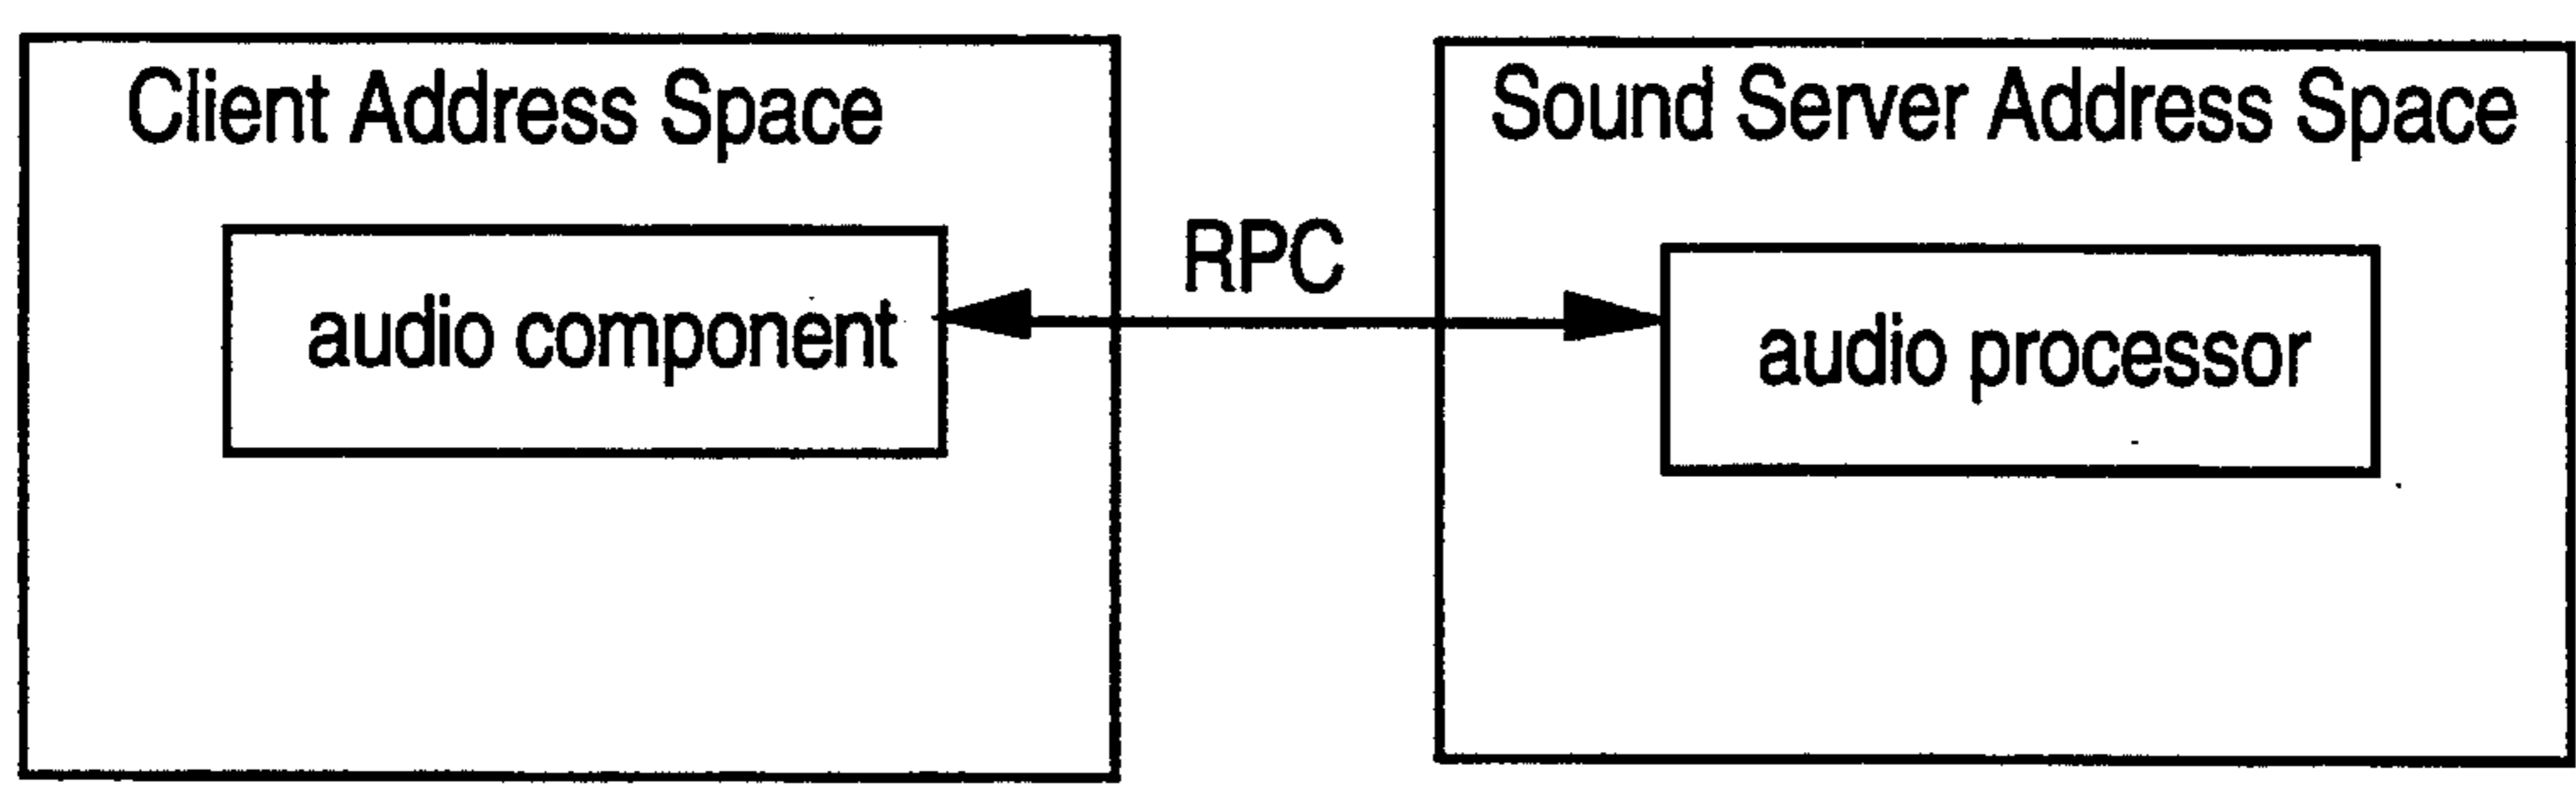 Client Address Space
Sound Server Address Space
RPC
audio component
audio processor